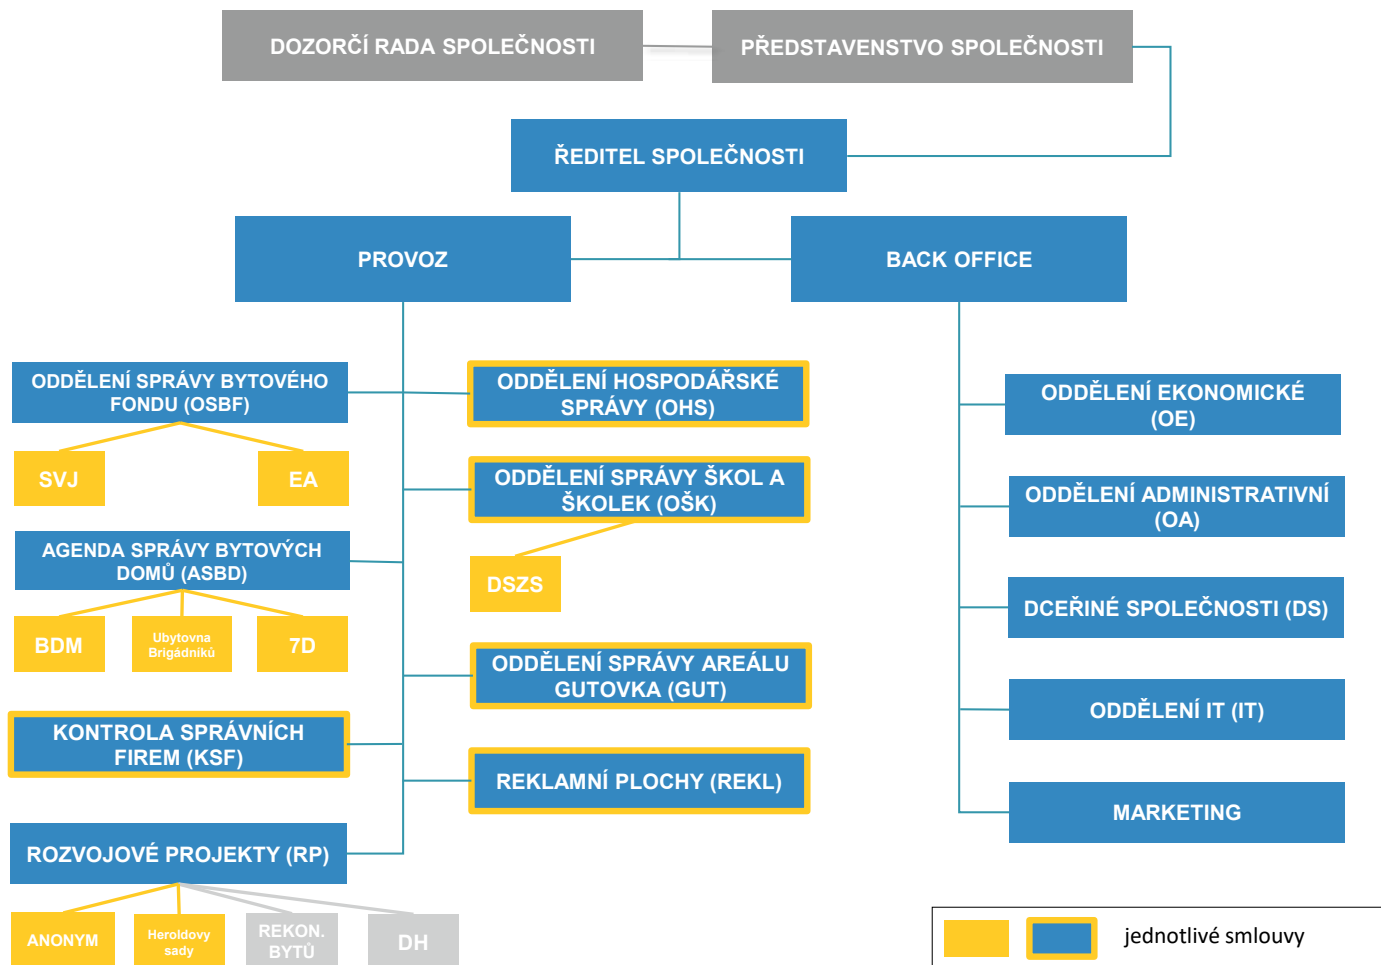 DOZORČÍ RADA SPOLEČNOSTI
PŘEDSTAVENSTVO SPOLEČNOSTI
ŘEDITEL SPOLEČNOSTI
PROVOZ
BACK OFFICE
ODDĚLENÍ SPRÁVY BYTOVÉHO
FONDU (OSBF)
SVJ
EA
AGENDA SPRÁVY BYTOVÝCH
DOMŮ (ASBD)
BDM
Ubytovna
Brigádníků
7D
KONTROLA SPRÁVNÍCH
FIREM (KSF)
ROZVOJOVÉ PROJEKTY (RP)
ANONYM
Heroldovy
sady
REKON.
BYTŮ
DH
ODDĚLENÍ HOSPODÁŘSKÉ
SPRÁVY (OHS)
ODDĚLENÍ SPRÁVY ŠKOL A
ŠKOLEK (OŠK)
DSZS
ODDĚLENÍ SPRÁVY AREÁLU
GUTOVKA (GUT)
REKLAMNÍ PLOCHY (REKL)
ODDĚLENÍ EKONOMICKÉ
(OE)
ODDĚLENÍ ADMINISTRATIVNÍ
(OA)
DCEŘINÉ SPOLEČNOSTI (DS)
ODDĚLENÍ IT (IT)
MARKETING
jednotlivé smlouvy